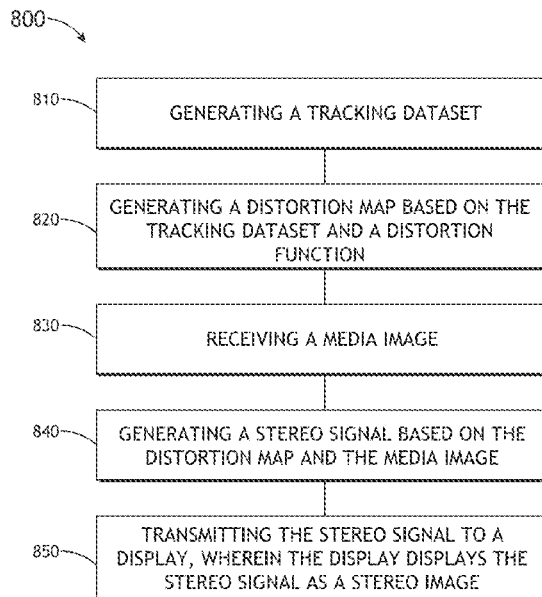 800
810
GENERATING A TRACKING DATASET
820
GENERATING A DISTORTION MAP BASED ON THE
TRACKING DATASET AND A DISTORTION
FUNCTION
830
RECEIVING A MEDIA IMAGE
840
GENERATING A STEREO SIGNAL BASED ON THE
DISTORTION MAP AND THE MEDIA IMAGE
850
TRANSMITTING THE STEREO SIGNAL TO A
DISPLAY, WHEREIN THE DISPLAY DISPLAYS THE
STEREO SIGNAL AS A STEREO IMAGE